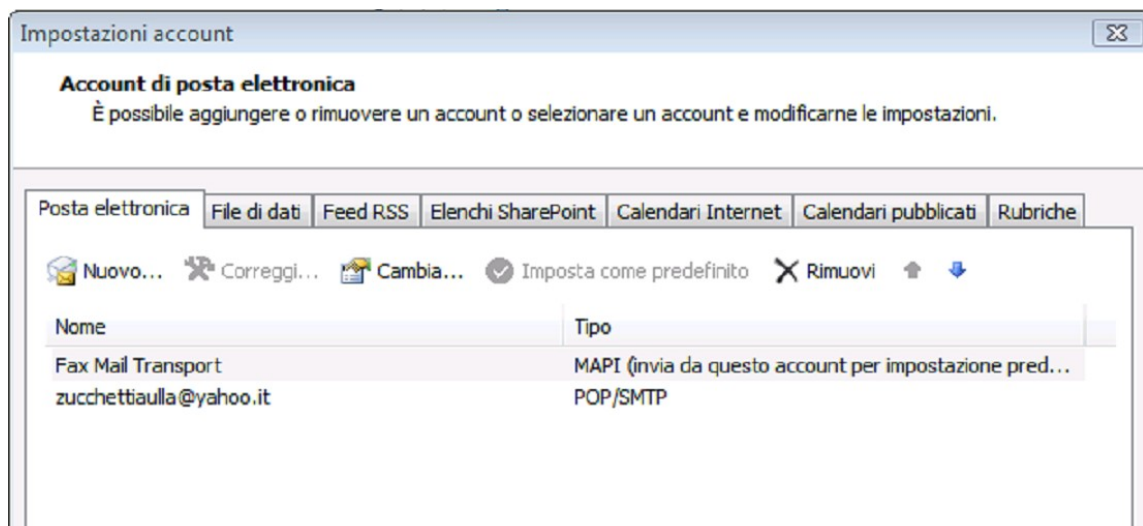 Impostazioni account
Account di posta elettronica
È possibile aggiungere o rimuovere un account o selezionare un account e modificarne le impostazioni.
Posta elettronica File di dati Feed RSS Elenchi SharePoint Calendari Internet Calendari pubblicati Rubriche
Nuovo... Correggi... Cambia... Imposta come predefinito Rimuovi
Nome Tipo
Fax Mail Transport MAPI (invia da questo account per impostazione pred...
zucchettiaulla@yahoo.it POP/SMTP